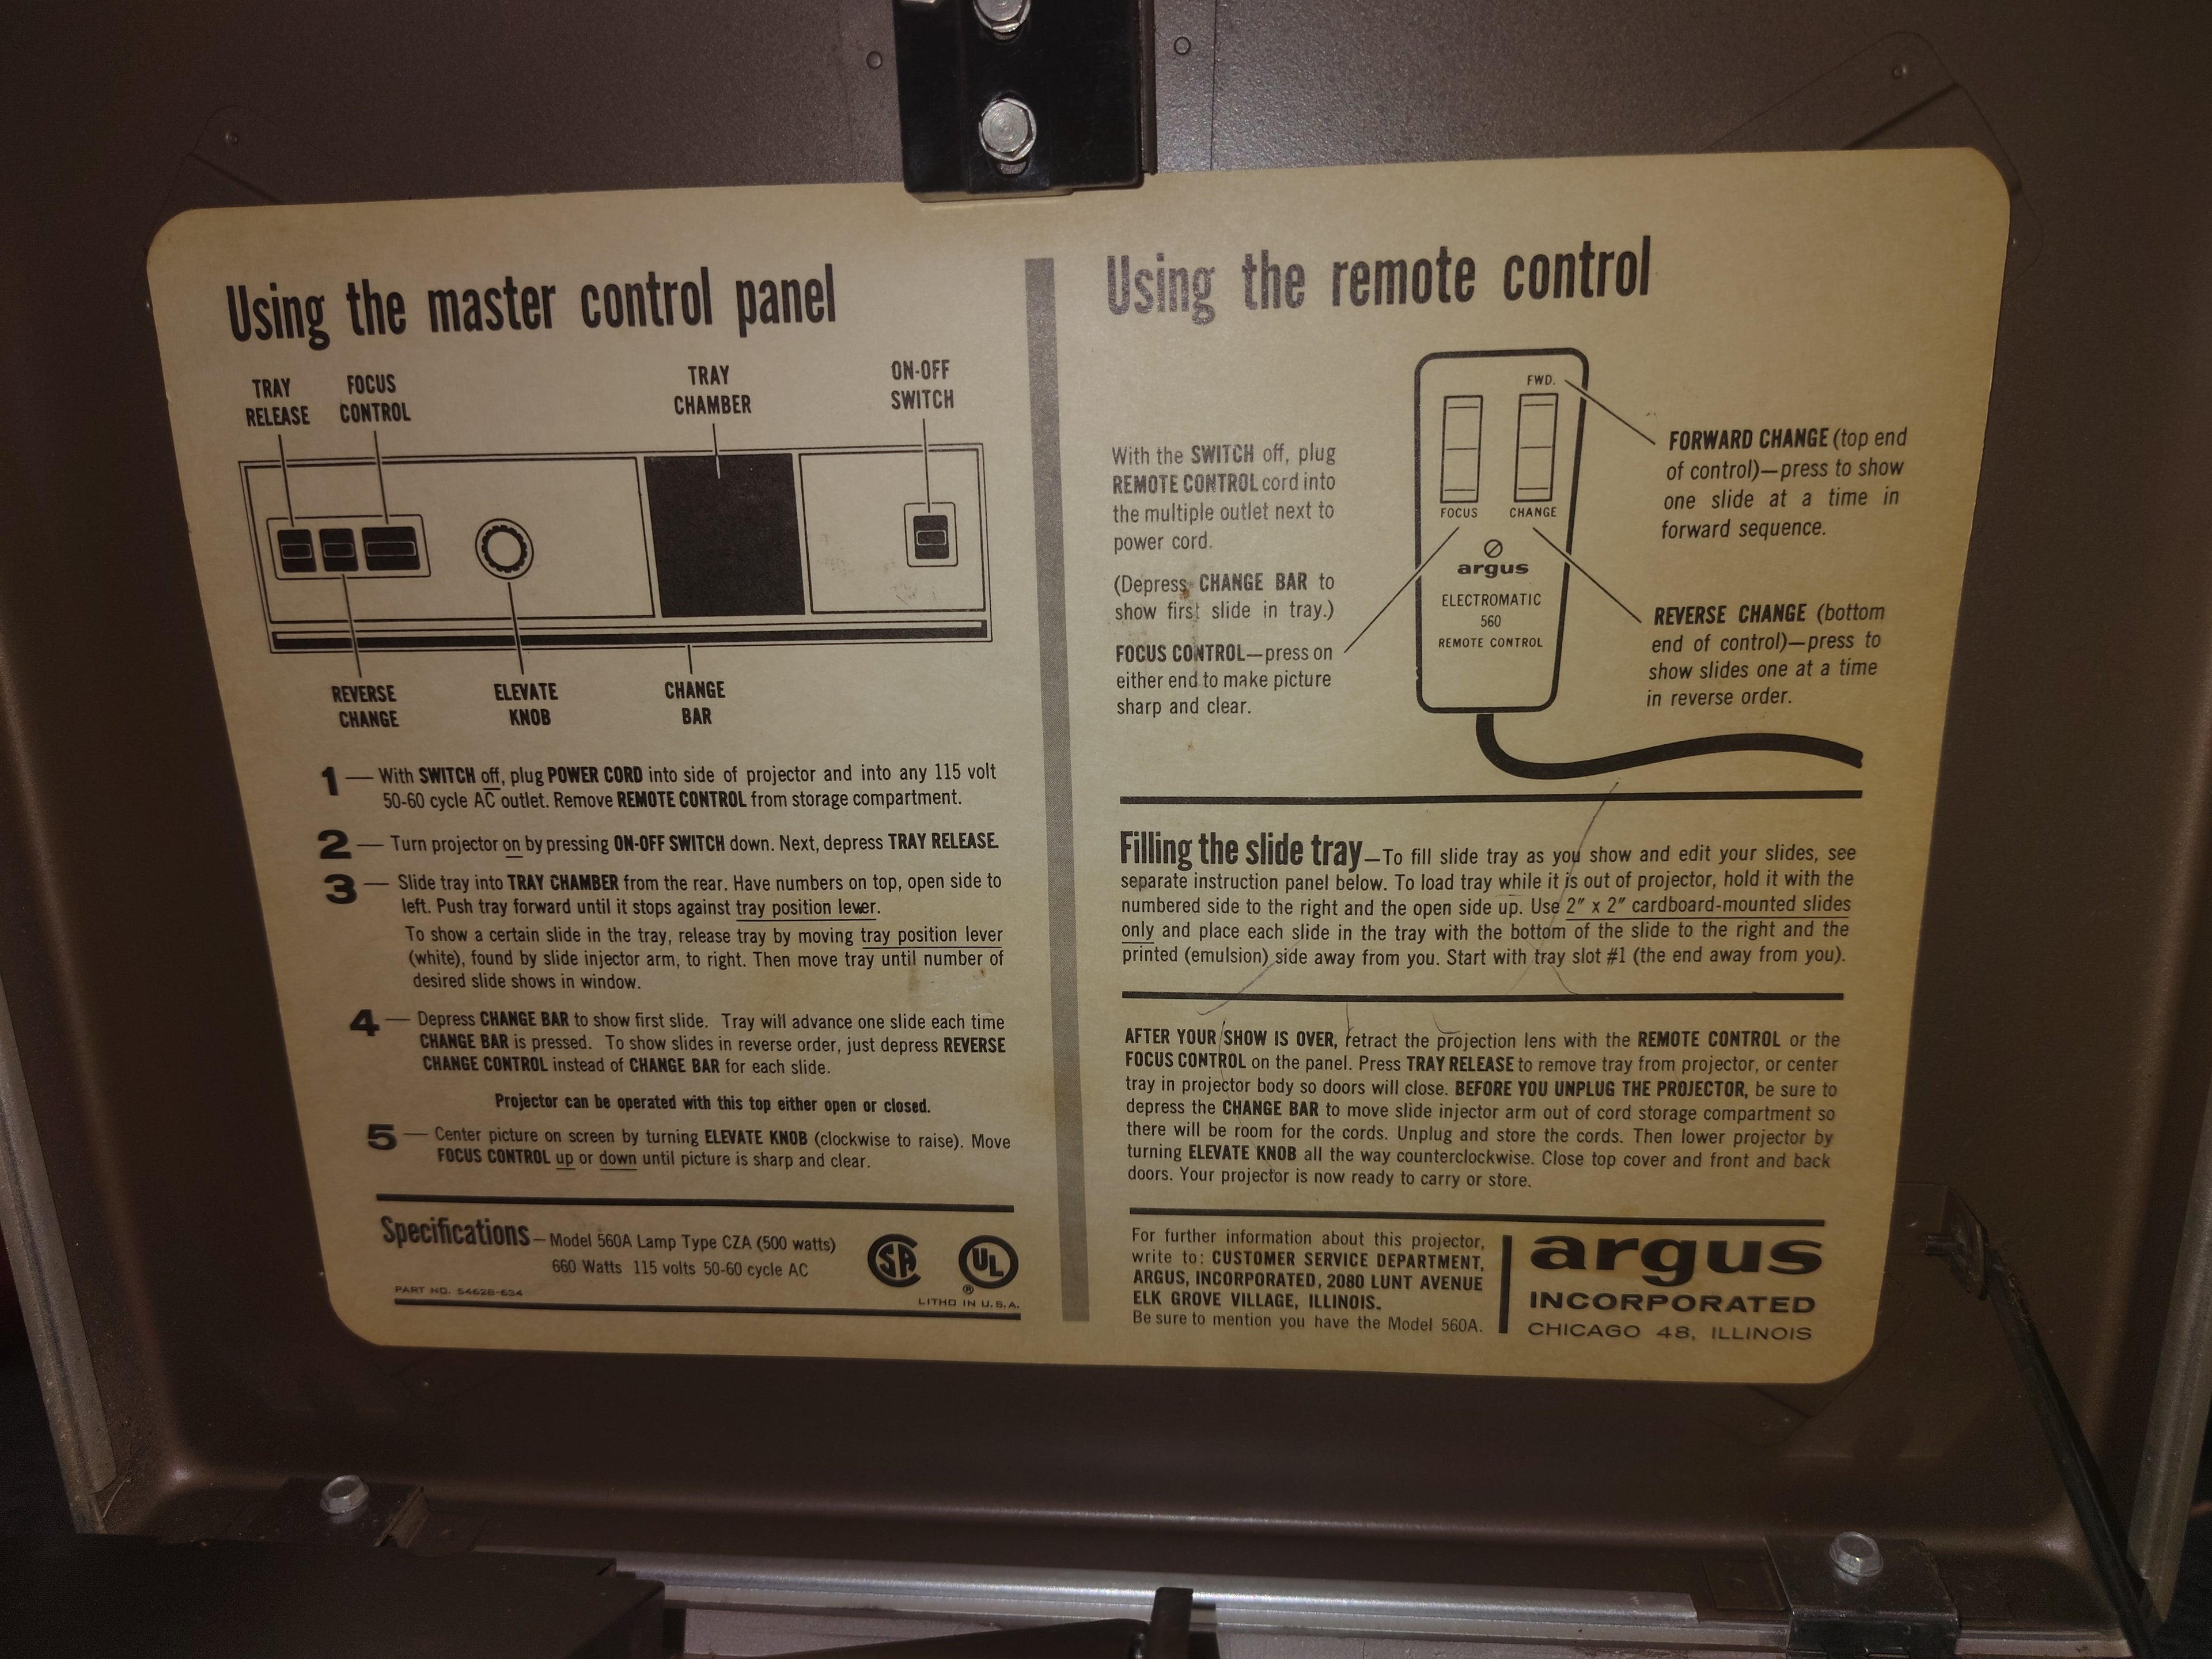 Using the master control panel
TRAY
RELEASE
FOCUS
CONTROL
TRAY
CHAMBER
ON-OFF
SWITCH
REVERSE
CHANGE
ELEVATE
KNOB
CHANGE
BAR
1 — With SWITCH off, plug POWER CORD into side of projector and into any 115 volt
50-60 cycle AC outlet. Remove REMOTE CONTROL from storage compartment.
2 — Turn projector on by pressing ON-OFF SWITCH down. Next, depress TRAY RELEASE.
3 — Slide tray into TRAY CHAMBER from the rear. Have numbers on top, open side to
left. Push tray forward until it stops against tray position lever.
To show a certain slide in the tray, release tray by moving tray position lever
(white), found by slide injector arm, to right. Then move tray until number of
desired slide shows in window.
4 — Depress CHANGE BAR to show first slide. Tray will advance one slide each time
CHANGE BAR is pressed. To show slides in reverse order, just depress REVERSE
CHANGE CONTROL instead of CHANGE BAR for each slide.
Projector can be operated with this top either open or closed.
5 — Center picture on screen by turning ELEVATE KNOB (clockwise to raise). Move
FOCUS CONTROL up or down until picture is sharp and clear.
Specifications — Model 560A Lamp Type CZA (500 watts)
660 Watts 115 volts 50-60 cycle AC
PART NO. 54628-634
SA
UL
®
LITHO IN U.S.A.
Using the remote control
With the SWITCH off, plug
REMOTE CONTROL cord into
the multiple outlet next to
power cord.
(Depress CHANGE BAR to
show first slide in tray.)
FOCUS CONTROL—press on
either end to make picture
sharp and clear.
FWD.
FOCUS CHANGE
argus
ELECTROMATIC
560
REMOTE CONTROL
FORWARD CHANGE (top end
of control)—press to show
one slide at a time in
forward sequence.
REVERSE CHANGE (bottom
end of control)—press to
show slides one at a time
in reverse order.
Filling the slide tray—To fill slide tray as you show and edit your slides, see
separate instruction panel below. To load tray while it is out of projector, hold it with the
numbered side to the right and the open side up. Use 2" x 2" cardboard-mounted slides
only and place each slide in the tray with the bottom of the slide to the right and the
printed (emulsion) side away from you. Start with tray slot #1 (the end away from you).
AFTER YOUR SHOW IS OVER, retract the projection lens with the REMOTE CONTROL or the
FOCUS CONTROL on the panel. Press TRAY RELEASE to remove tray from projector, or center
tray in projector body so doors will close. BEFORE YOU UNPLUG THE PROJECTOR, be sure to
depress the CHANGE BAR to move slide injector arm out of cord storage compartment so
there will be room for the cords. Unplug and store the cords. Then lower projector by
turning ELEVATE KNOB all the way counterclockwise. Close top cover and front and back
doors. Your projector is now ready to carry or store.
For further information about this projector,
write to: CUSTOMER SERVICE DEPARTMENT,
ARGUS, INCORPORATED, 2080 LUNT AVENUE
ELK GROVE VILLAGE, ILLINOIS.
Be sure to mention you have the Model 560A.
argus
INCORPORATED
CHICAGO 48, ILLINOIS